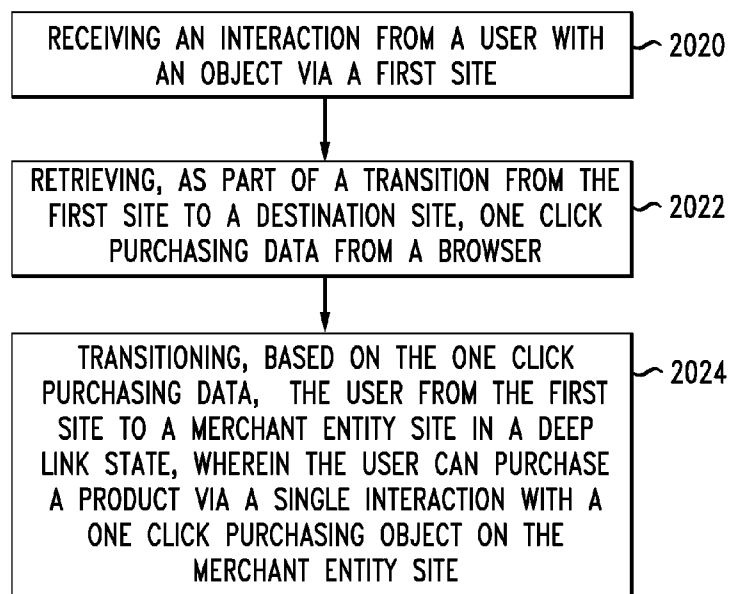 RECEIVING AN INTERACTION FROM A USER WITH
AN OBJECT VIA A FIRST SITE
2020
RETRIEVING, AS PART OF A TRANSITION FROM THE
FIRST SITE TO A DESTINATION SITE, ONE CLICK
PURCHASING DATA FROM A BROWSER
2022
TRANSITIONING, BASED ON THE ONE CLICK
PURCHASING DATA, THE USER FROM THE FIRST
SITE TO A MERCHANT ENTITY SITE IN A DEEP
LINK STATE, WHEREIN THE USER CAN PURCHASE
A PRODUCT VIA A SINGLE INTERACTION WITH A
ONE CLICK PURCHASING OBJECT ON THE
MERCHANT ENTITY SITE
2024